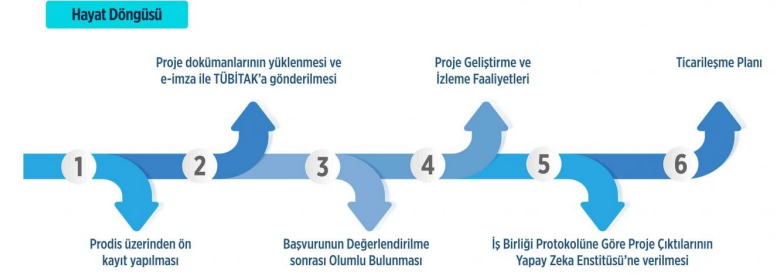 Hayat Döngüsü
Proje dokümanlarının yüklenmesi ve
e-imza ile TÜBİTAK'a gönderilmesi
Proje Geliştirme ve
İzleme Faaliyetleri
Ticarileşme Planı
1
2
3
4
5
6
Prodis üzerinden ön
kayıt yapılması
Başvurunun Değerlendirilme
sonrası Olumlu Bulunması
İş Birliği Protokolüne Göre Proje Çıktılarının
Yapay Zeka Enstitüsü'ne verilmesi